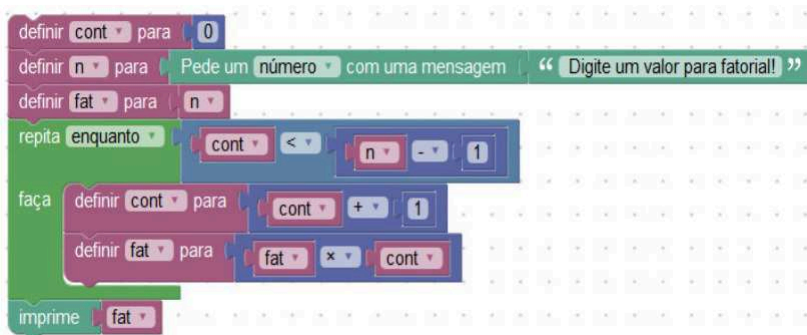 definir cont para 0
definir n para Pede um número com uma mensagem “ Digite um valor para fatorial! ”
definir fat para n
repita enquanto cont < n - 1
faça definir cont para cont + 1
definir fat para fat × cont
imprime fat